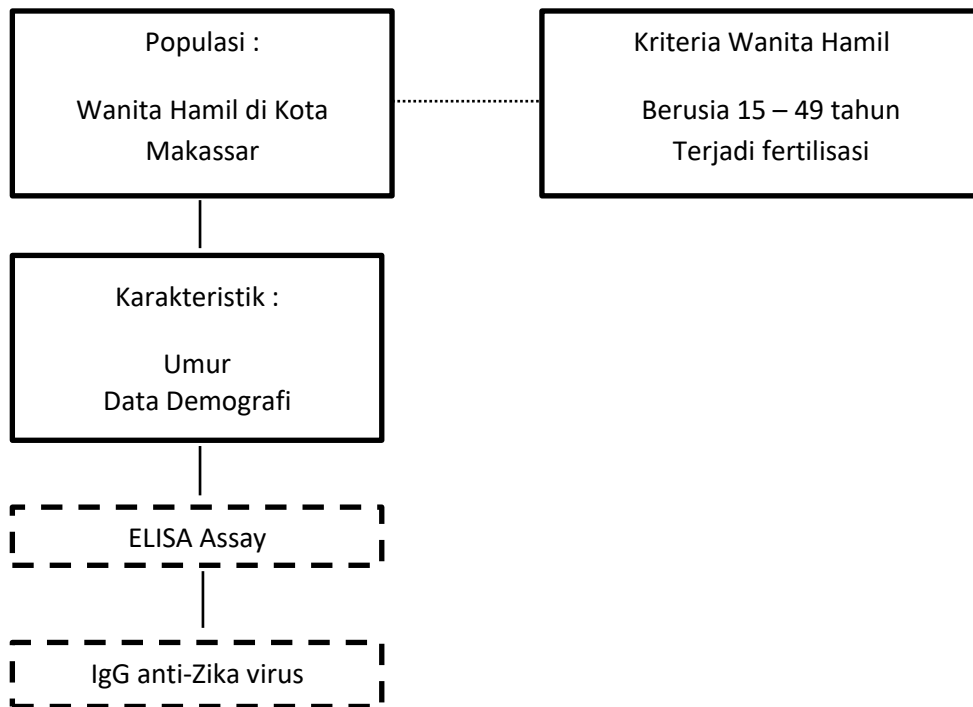 Populasi :
Wanita Hamil di Kota
Makassar
Kriteria Wanita Hamil
Berusia 15 – 49 tahun
Terjadi fertilisasi
Karakteristik :
Umur
Data Demografi
ELISA Assay
IgG anti-Zika virus